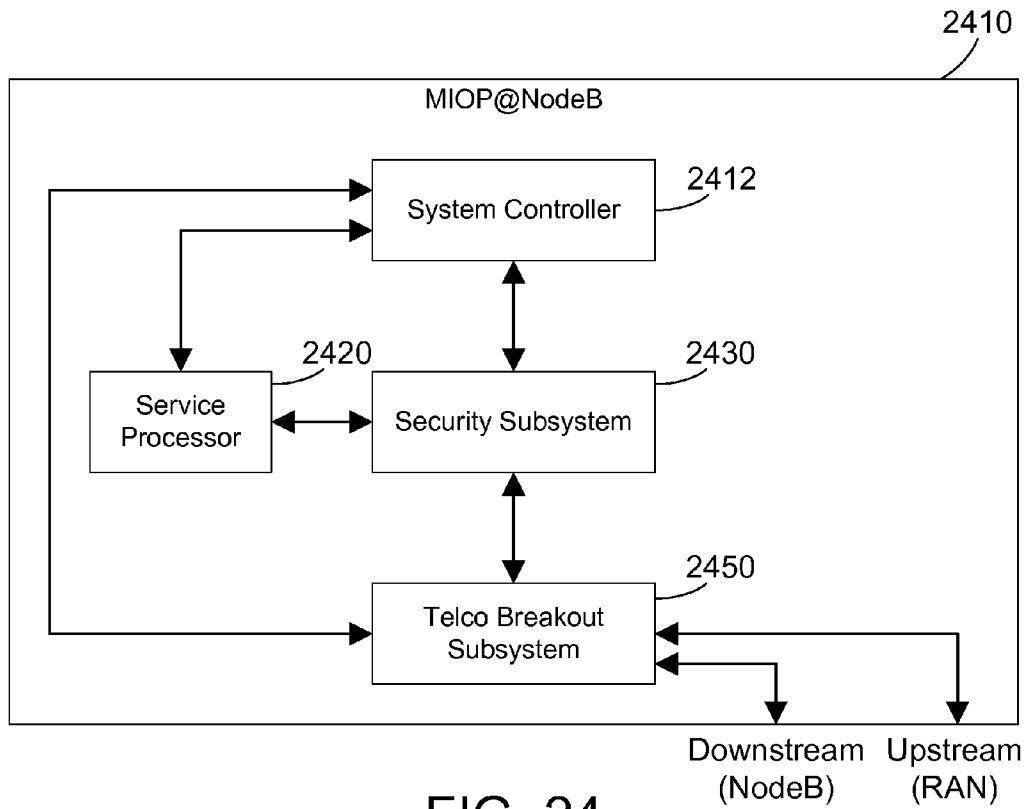 2410
MIOP@NodeB
System Controller
2412
2420
2430
Service
Processor
Security Subsystem
2450
Telco Breakout
Subsystem
Downstream
(NodeB)
Upstream
(RAN)
FIG. 24